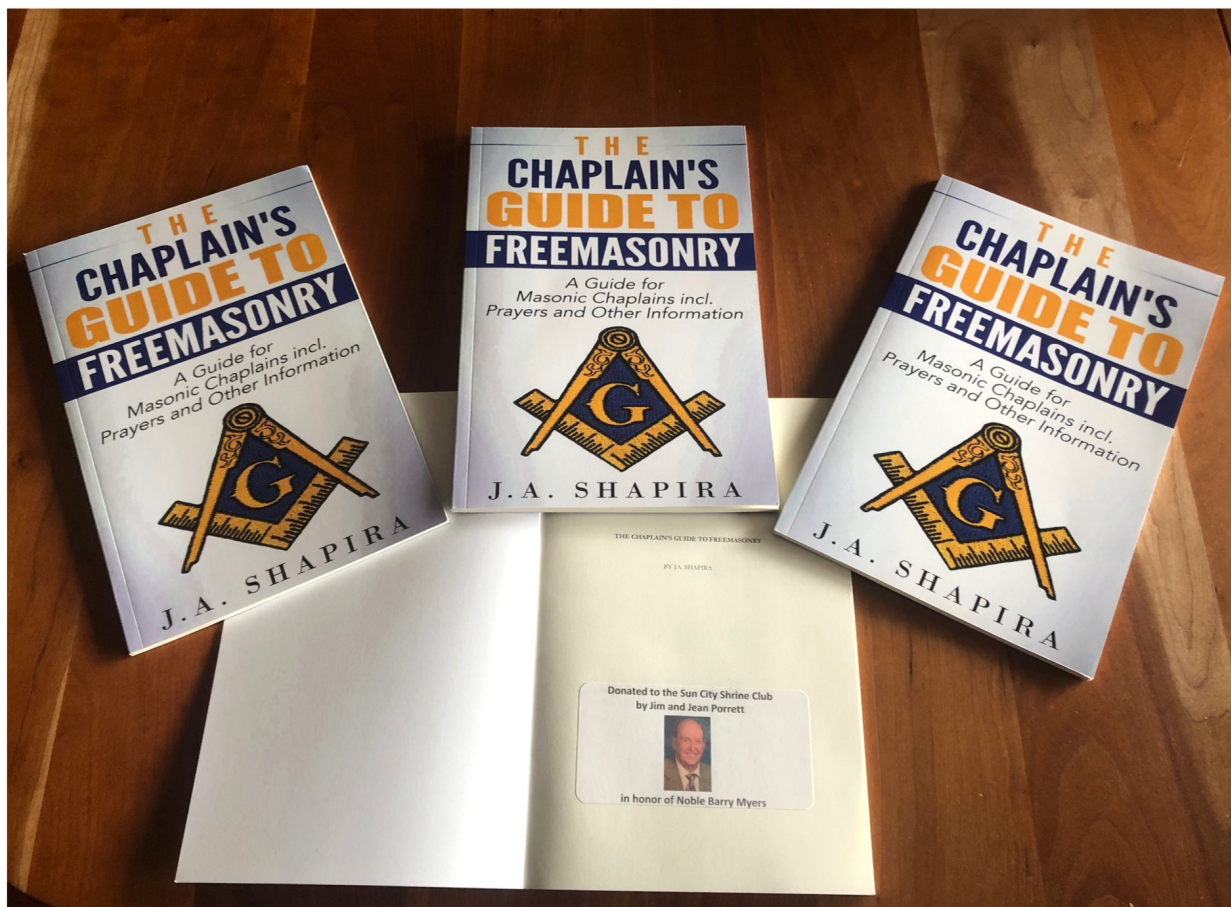 THE
CHAPLAIN'S
GUIDE TO
FREEMASONRY
A Guide for
Masonic Chaplains incl.
Prayers and Other Information
G
J.A. SHAPIRA
THE
CHAPLAIN'S
GUIDE TO
FREEMASONRY
A Guide for
Masonic Chaplains incl.
Prayers and Other Information
G
J.A. SHAPIRA
THE
CHAPLAIN'S
GUIDE TO
FREEMASONRY
A Guide for
Masonic Chaplains incl.
Prayers and Other Information
G
J.A. SHAPIRA
THE CHAPLAIN'S GUIDE TO FREEMASONRY
BY J.A. SHAPIRA
Donated to the Sun City Shrine Club
by Jim and Jean Porrett
in honor of Noble Barry Myers